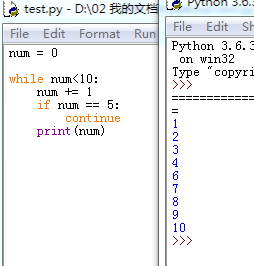 test.py - D:\02 我的文档
File Edit Format Run
num = 0
while num<10:
    num += 1
    if num == 5:
        continue
    print(num)
Python 3.6.3
File Edit Sh
Python 3.6.3
 on win32
Type "copyri
>>>
=============
=
1
2
3
4
6
7
8
9
10
>>>